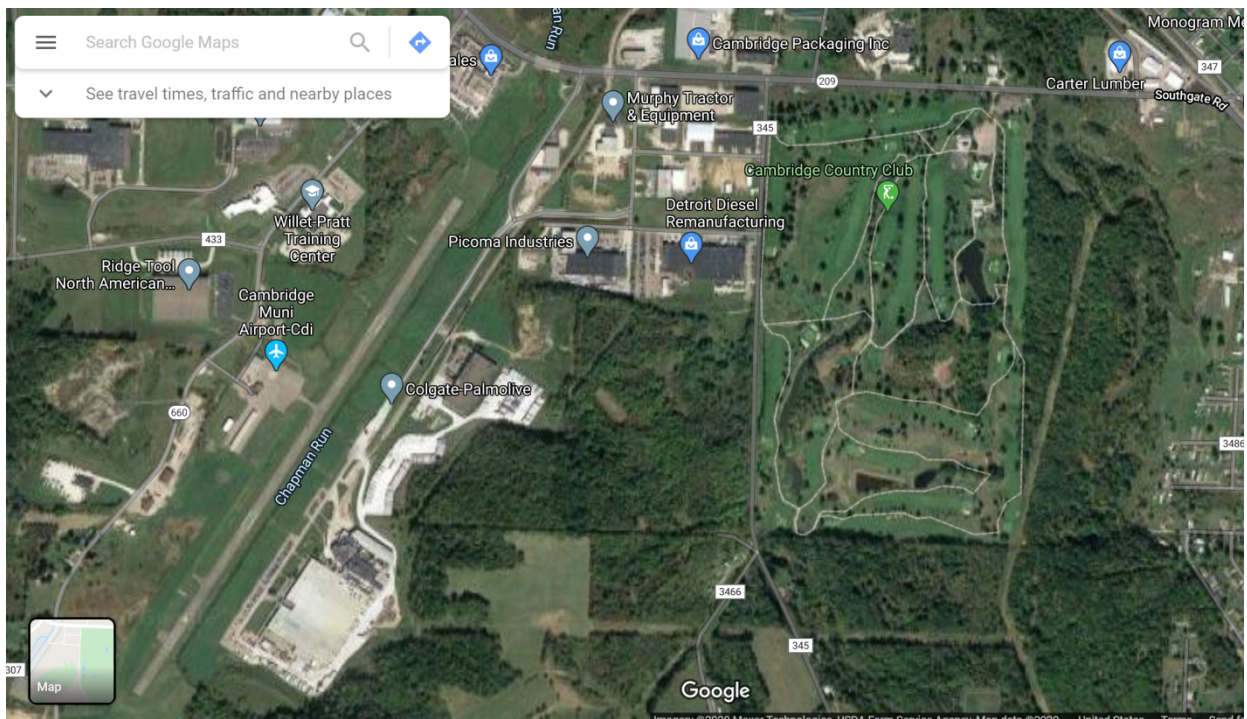 Search Google Maps
See travel times, traffic and nearby places
Monogram Me
347
Cambridge Packaging Inc
ales
an Run
209
Carter Lumber
Southgate Rd
Murphy Tractor
& Equipment
345
Cambridge Country Club
Willet-Pratt
Training
Center
Detroit Diesel
Remanufacturing
433
Picoma Industries
Ridge Tool
North American...
Cambridge
Muni
Airport-Cdi
Colgate-Palmolive
660
3486
Chapman Run
3466
345
307
Map
Google